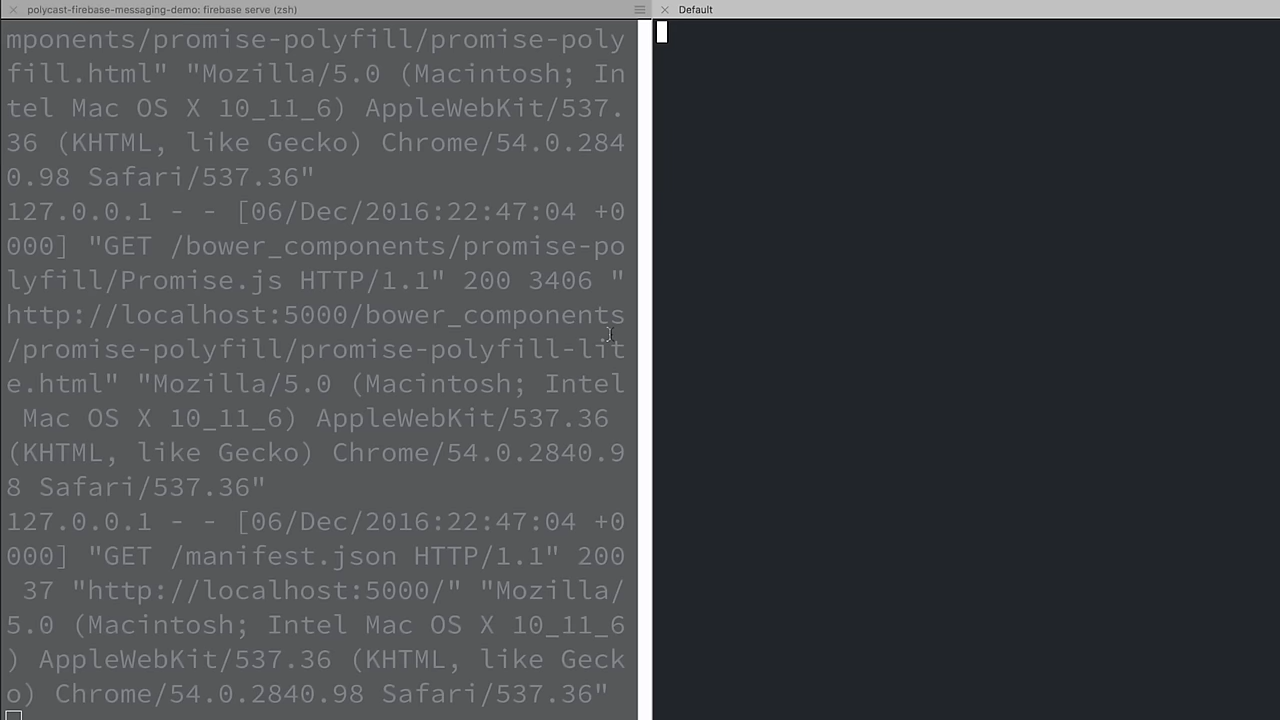 polycast-firebase-messaging-demo: firebase serve (zsh)
Default
mponents/promise-polyfill/promise-poly
fill.html" "Mozilla/5.0 (Macintosh; In
tel Mac OS X 10_11_6) AppleWebKit/537.
36 (KHTML, like Gecko) Chrome/54.0.284
0.98 Safari/537.36"
127.0.0.1 - - [06/Dec/2016:22:47:04 +0
000] "GET /bower_components/promise-po
lyfill/Promise.js HTTP/1.1" 200 3406 "
http://localhost:5000/bower_components
/promise-polyfill/promise-polyfill-lit
e.html" "Mozilla/5.0 (Macintosh; Intel
 Mac OS X 10_11_6) AppleWebKit/537.36
(KHTML, like Gecko) Chrome/54.0.2840.9
8 Safari/537.36"
127.0.0.1 - - [06/Dec/2016:22:47:04 +0
000] "GET /manifest.json HTTP/1.1" 200
 37 "http://localhost:5000/" "Mozilla/
5.0 (Macintosh; Intel Mac OS X 10_11_6
) AppleWebKit/537.36 (KHTML, like Geck
o) Chrome/54.0.2840.98 Safari/537.36"